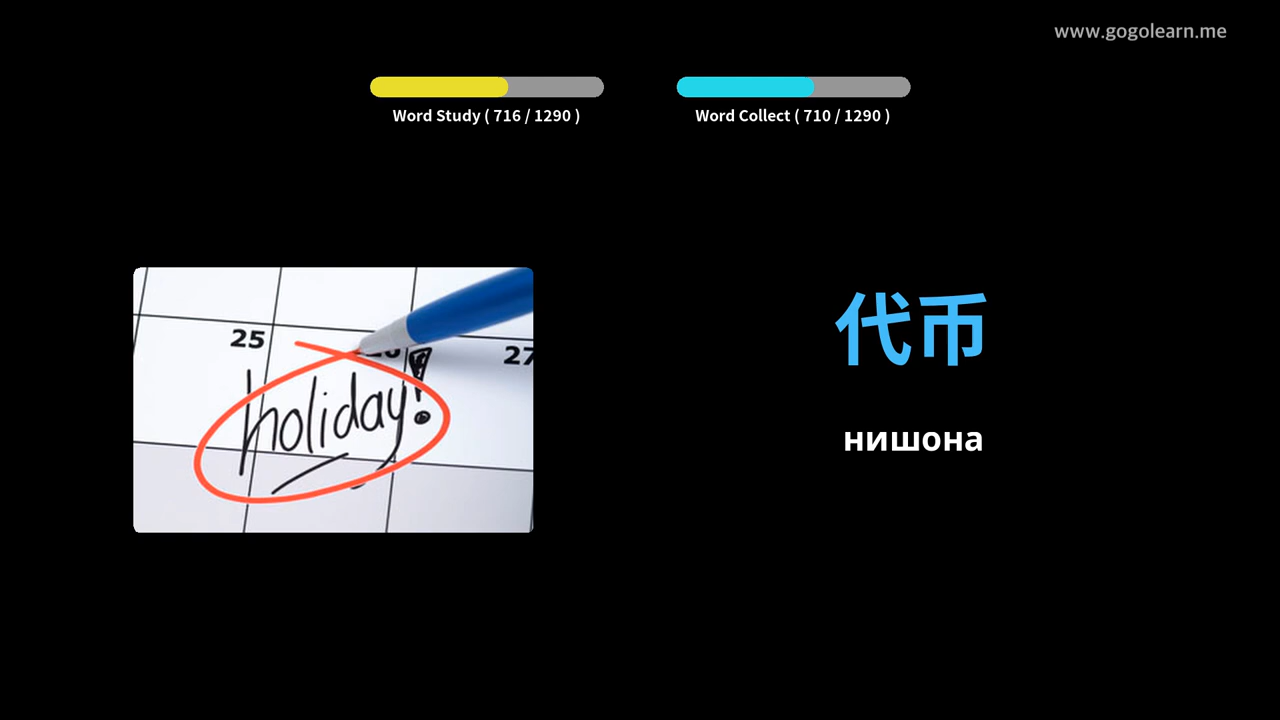 www.gogolearn.me
Word Study ( 716 / 1290 )
Word Collect ( 710 / 1290 )
25
27
holiday!
代币
нишона